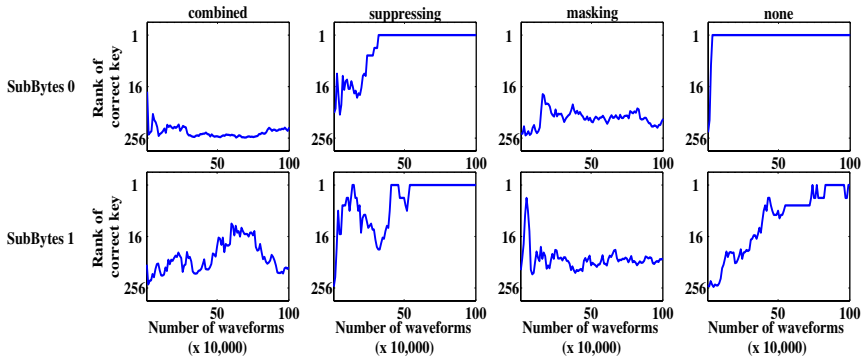 combined
suppressing
masking
none
SubBytes 0
Rank of
correct key
1
16
256
50
100
1
16
256
50
100
1
16
256
50
100
1
16
256
50
100
SubBytes 1
Rank of
correct key
1
16
256
50
100
Number of waveforms
(x 10,000)
1
16
256
50
100
Number of waveforms
(x 10,000)
1
16
256
50
100
Number of waveforms
(x 10,000)
1
16
256
50
100
Number of waveforms
(x 10,000)